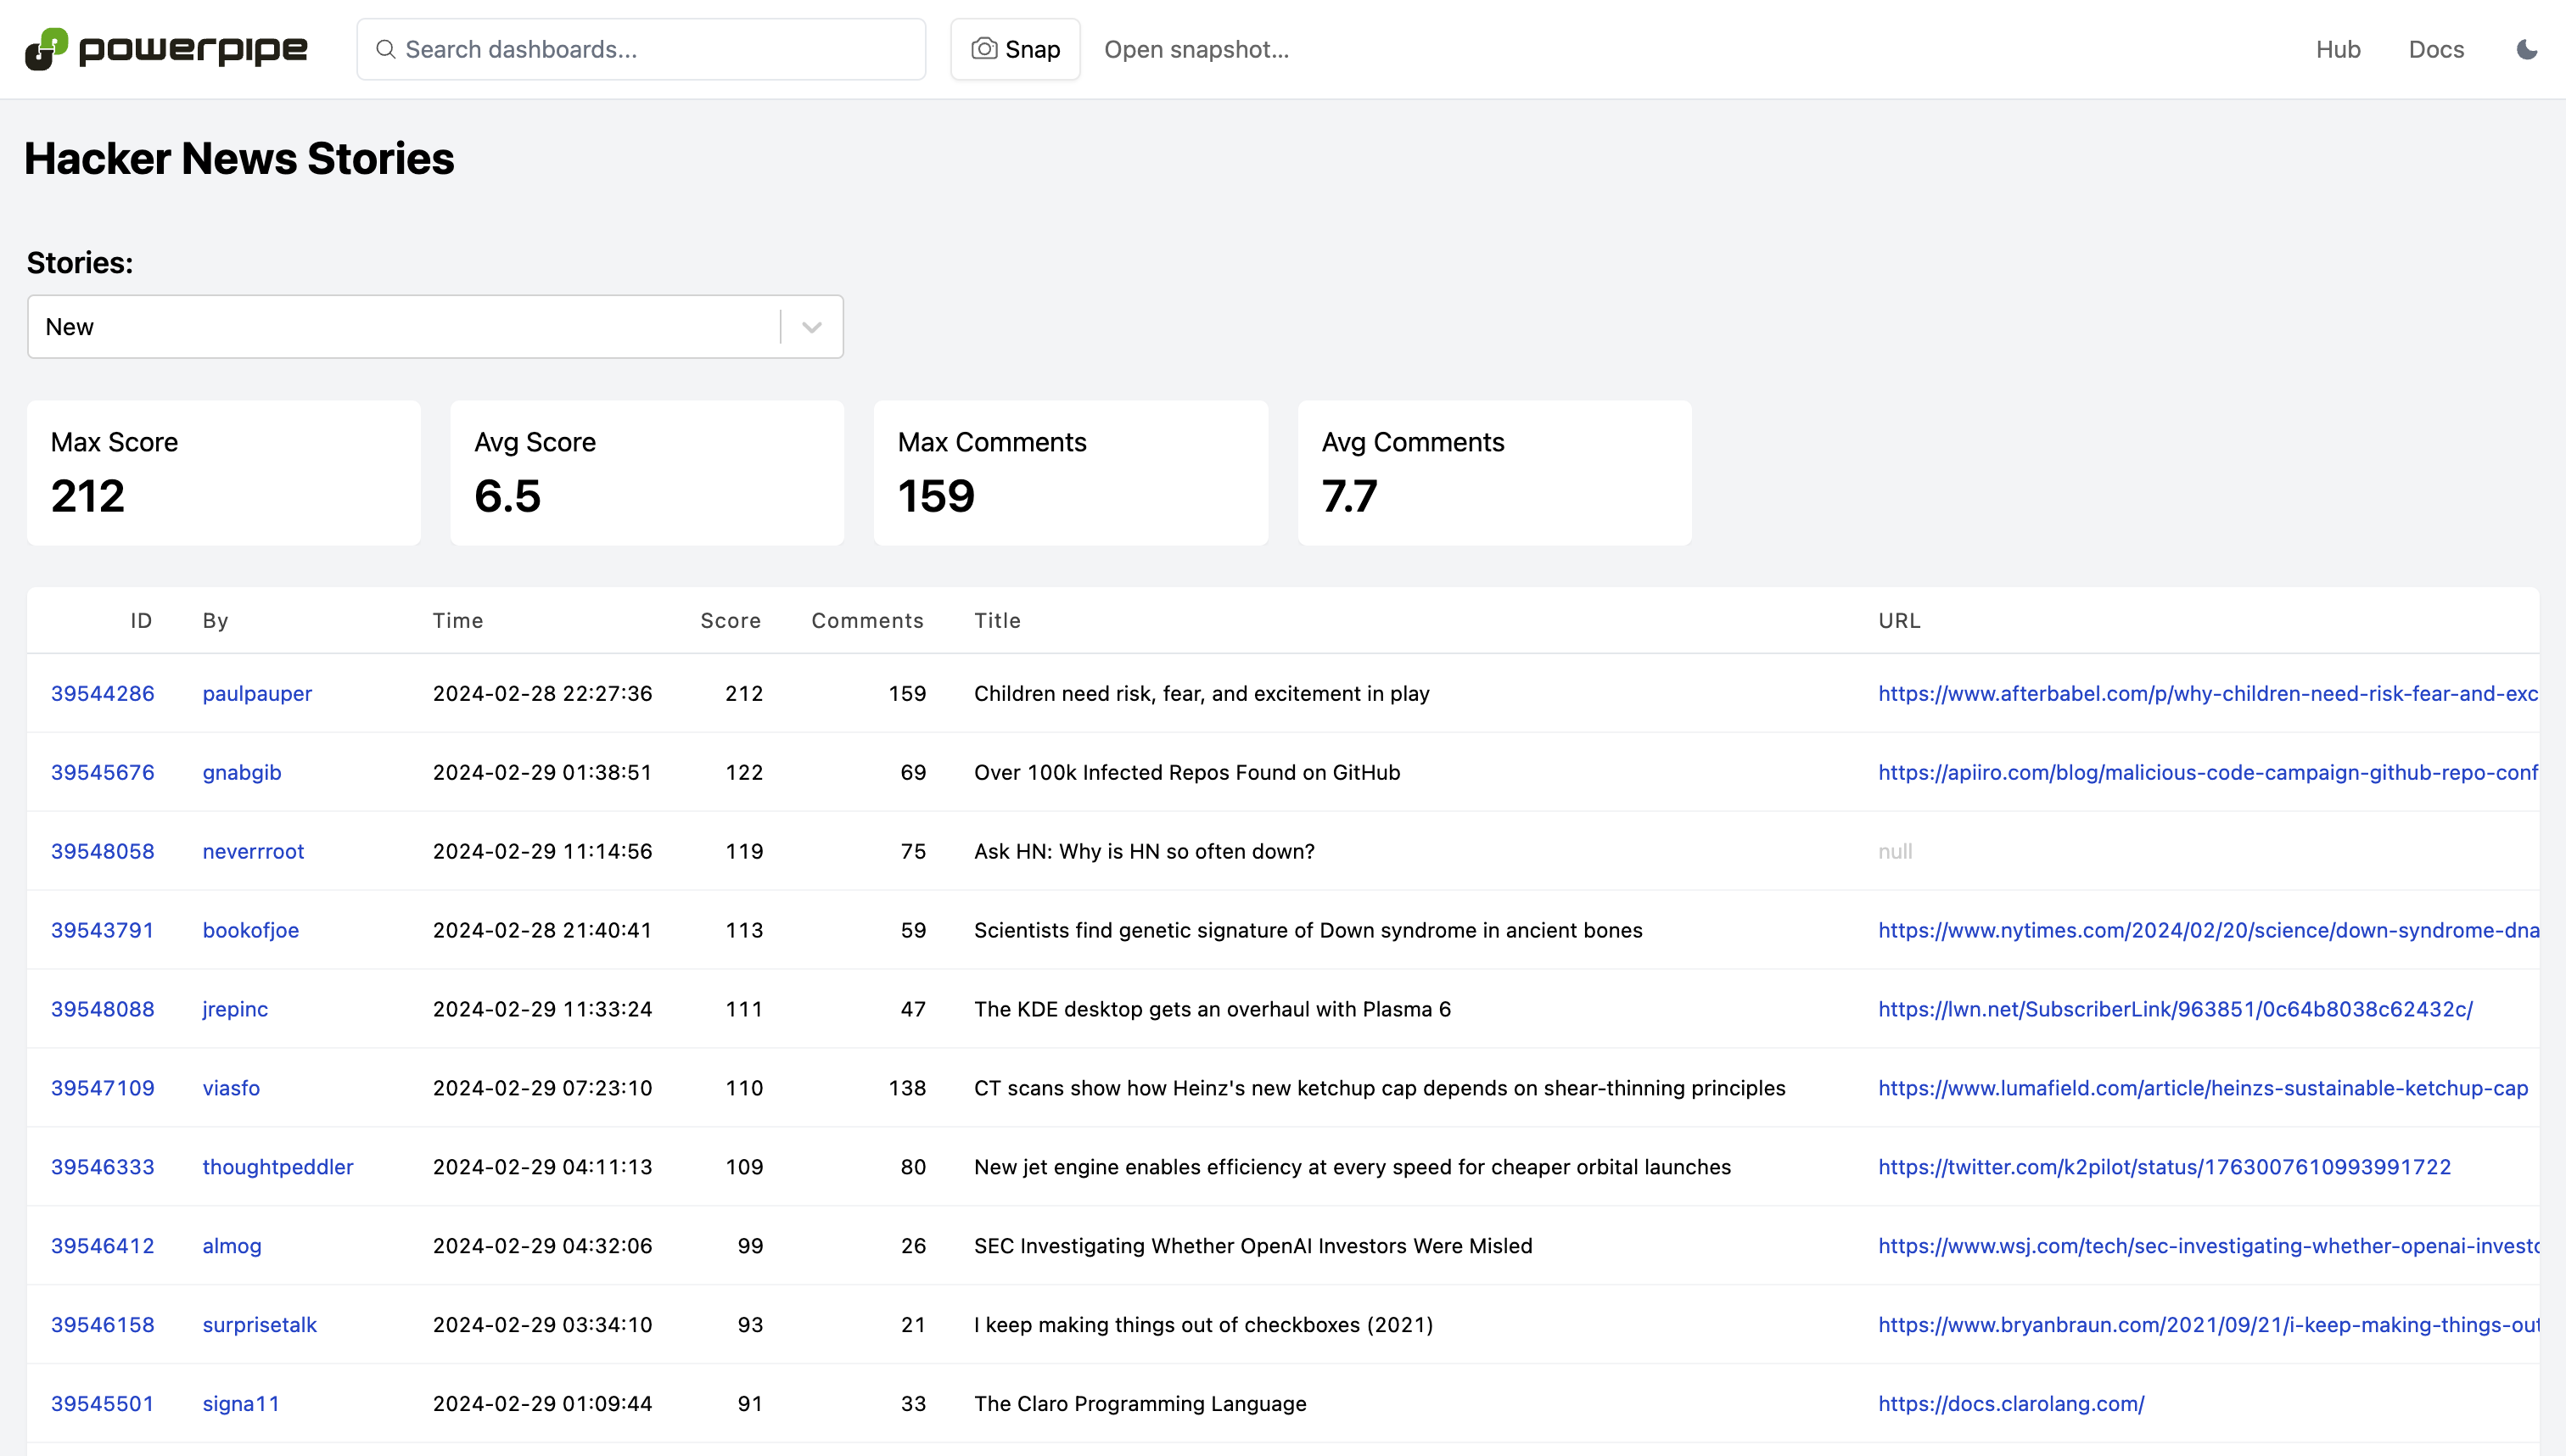 powerpipe Search dashboards... Snap Open snapshot... Hub Docs
Hacker News Stories
Stories:
New
Max Score Avg Score Max Comments Avg Comments
212 6.5 159 7.7
ID By Time Score Comments Title URL
39544286 paulpauper 2024-02-28 22:27:36 212 159 Children need risk, fear, and excitement in play https://www.afterbabel.com/p/why-children-need-risk-fear-and-exc
39545676 gnabgib 2024-02-29 01:38:51 122 69 Over 100k Infected Repos Found on GitHub https://apiiro.com/blog/malicious-code-campaign-github-repo-conf
39548058 neverrroot 2024-02-29 11:14:56 119 75 Ask HN: Why is HN so often down? null
39543791 bookofjoe 2024-02-28 21:40:41 113 59 Scientists find genetic signature of Down syndrome in ancient bones https://www.nytimes.com/2024/02/20/science/down-syndrome-dna
39548088 jrepinc 2024-02-29 11:33:24 111 47 The KDE desktop gets an overhaul with Plasma 6 https://lwn.net/SubscriberLink/963851/0c64b8038c62432c/
39547109 viasfo 2024-02-29 07:23:10 110 138 CT scans show how Heinz's new ketchup cap depends on shear-thinning principles https://www.lumafield.com/article/heinzs-sustainable-ketchup-cap
39546333 thoughtpeddler 2024-02-29 04:11:13 109 80 New jet engine enables efficiency at every speed for cheaper orbital launches https://twitter.com/k2pilot/status/1763007610993991722
39546412 almog 2024-02-29 04:32:06 99 26 SEC Investigating Whether OpenAI Investors Were Misled https://www.wsj.com/tech/sec-investigating-whether-openai-investo
39546158 surprisetalk 2024-02-29 03:34:10 93 21 I keep making things out of checkboxes (2021) https://www.bryanbraun.com/2021/09/21/i-keep-making-things-out
39545501 signa11 2024-02-29 01:09:44 91 33 The Claro Programming Language https://docs.clarolang.com/